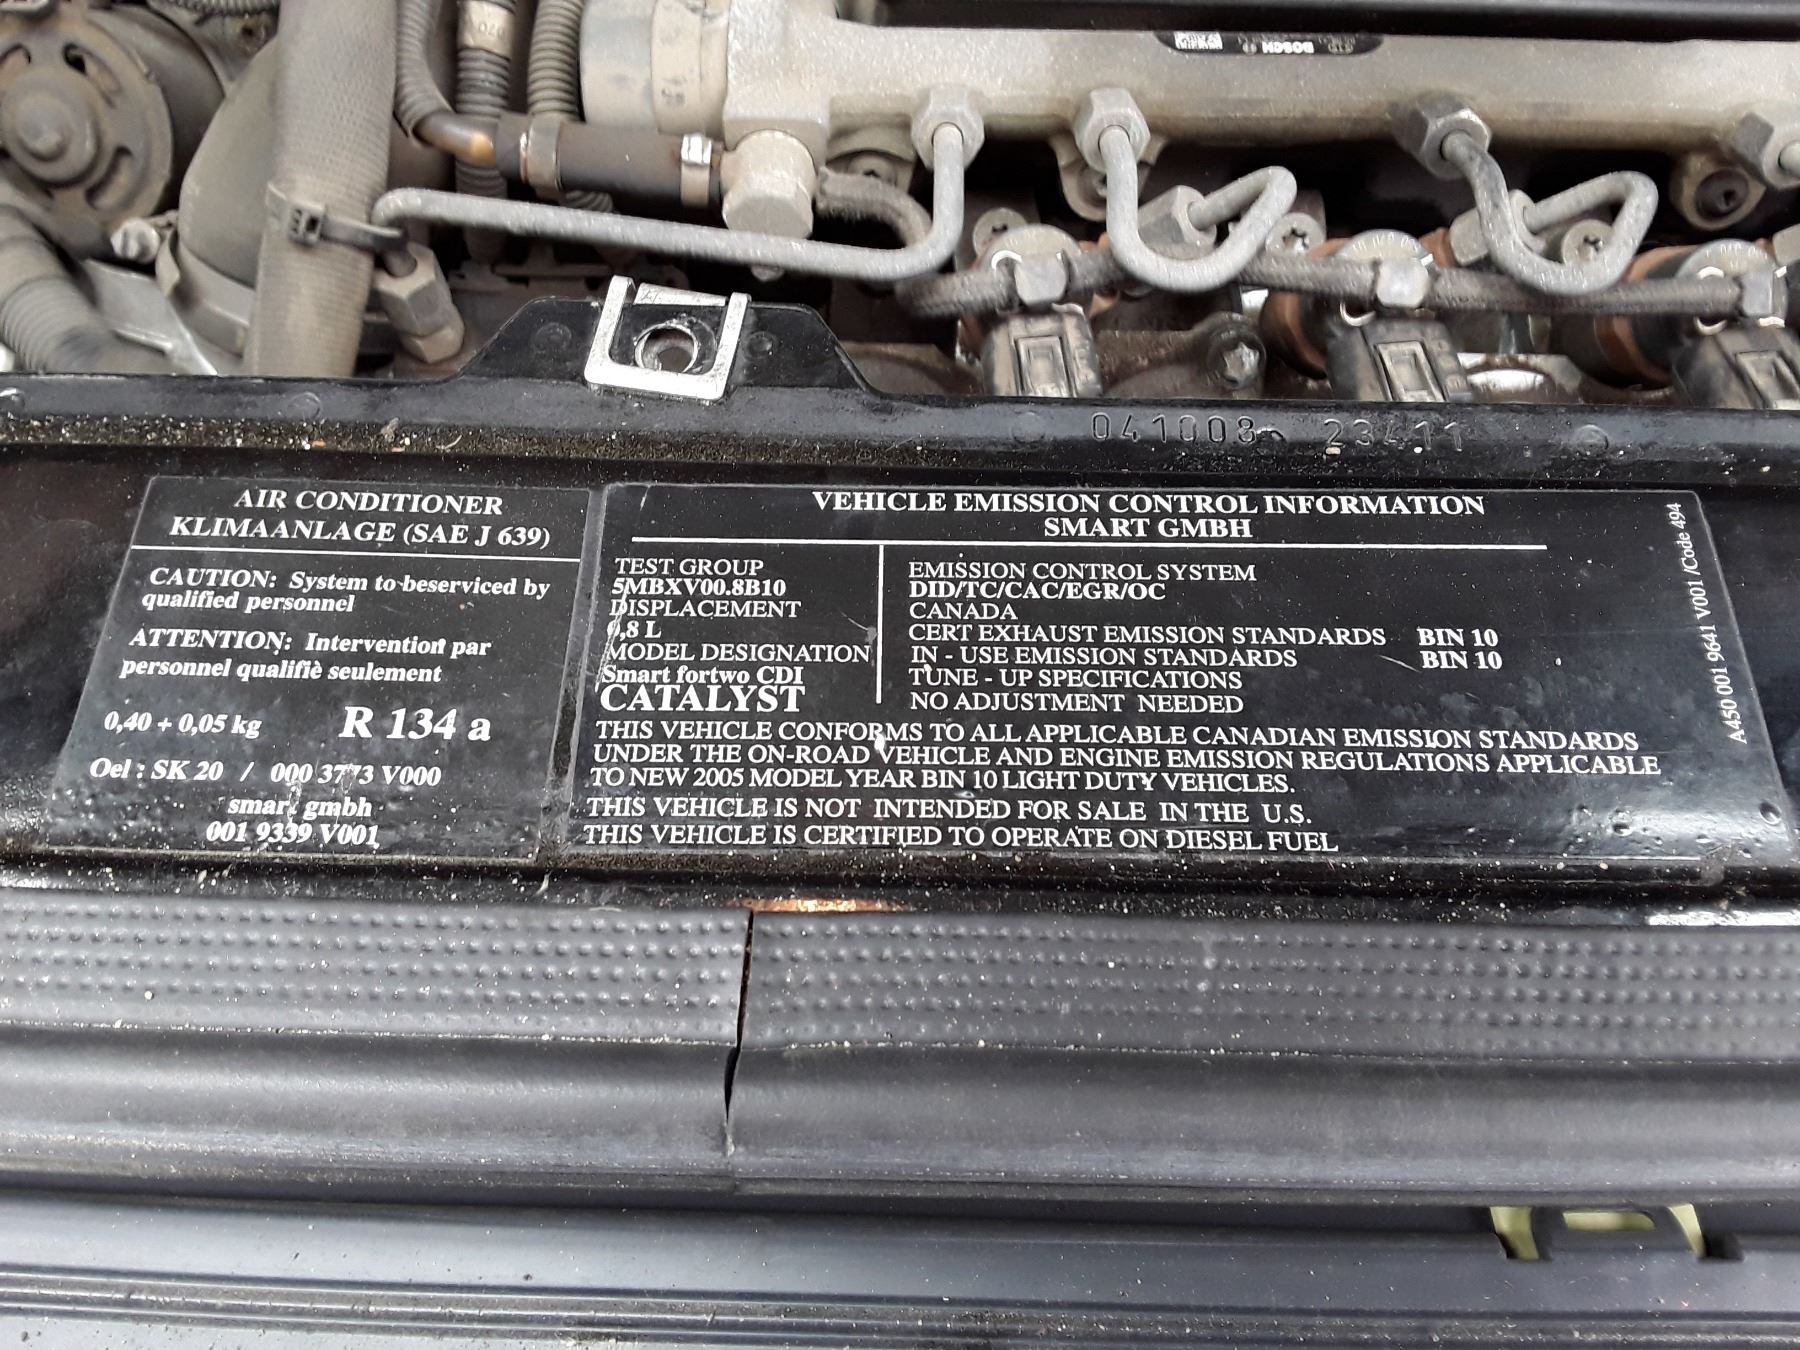 BOSCH
041008 23411
AIR CONDITIONER
KLIMAANLAGE (SAE J 639)
CAUTION: System to beserviced by
qualified personnel
ATTENTION: Intervention par
personnel qualifiè seulement
0,40 + 0,05 kg R 134 a
Oel : SK 20 / 000 3773 V000
smart gmbh
001 9339 V001
VEHICLE EMISSION CONTROL INFORMATION
SMART GMBH
TEST GROUP
5MBXV00.8B10
DISPLACEMENT
0,8 L
MODEL DESIGNATION
Smart fortwo CDI
CATALYST
EMISSION CONTROL SYSTEM
DID/TC/CAC/EGR/OC
CANADA
CERT EXHAUST EMISSION STANDARDS BIN 10
IN - USE EMISSION STANDARDS BIN 10
TUNE - UP SPECIFICATIONS
NO ADJUSTMENT NEEDED
THIS VEHICLE CONFORMS TO ALL APPLICABLE CANADIAN EMISSION STANDARDS
UNDER THE ON-ROAD VEHICLE AND ENGINE EMISSION REGULATIONS APPLICABLE
TO NEW 2005 MODEL YEAR BIN 10 LIGHT DUTY VEHICLES.
THIS VEHICLE IS NOT INTENDED FOR SALE IN THE U.S.
THIS VEHICLE IS CERTIFIED TO OPERATE ON DIESEL FUEL
A450 001 9641 V001 /Code 494